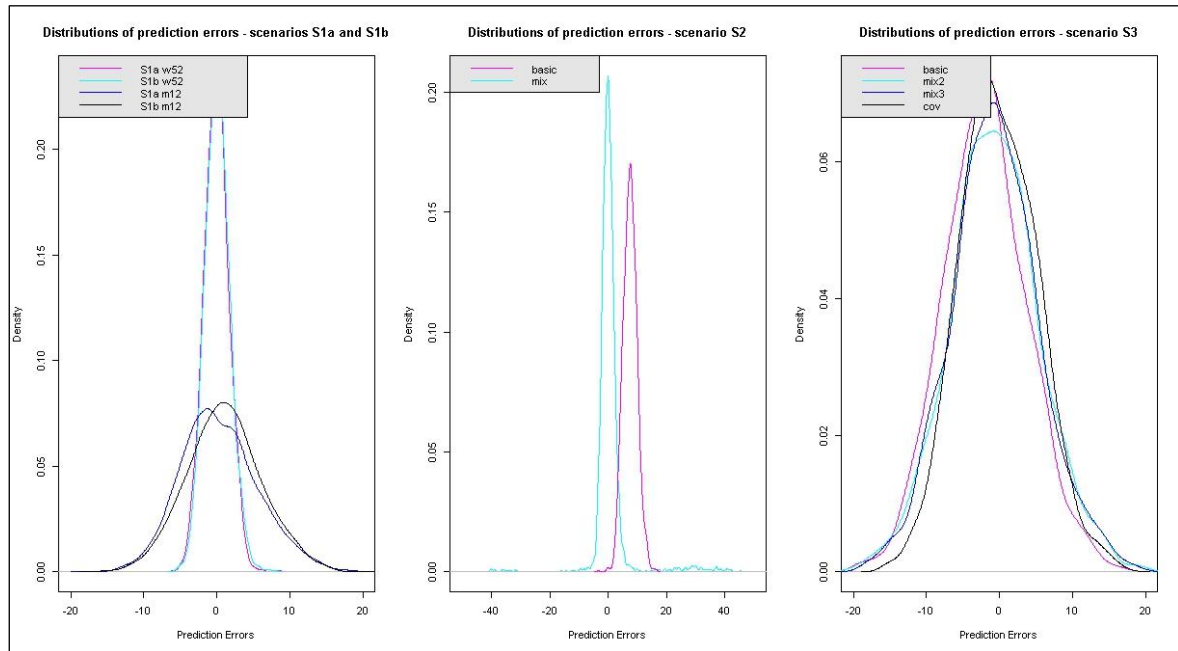 Distributions of prediction errors - scenarios S1a and S1b
S1a w52
S1b w52
S1a m12
S1b m12
0.20
0.15
0.10
0.05
0.00
Density
-20 -10 0 10 20
Prediction Errors
Distributions of prediction errors - scenario S2
basic
mix
0.20
0.15
0.10
0.05
0.00
Density
-40 -20 0 20 40
Prediction Errors
Distributions of prediction errors - scenario S3
basic
mix2
mix3
cov
0.06
0.04
0.02
0.00
Density
-20 -10 0 10 20
Prediction Errors